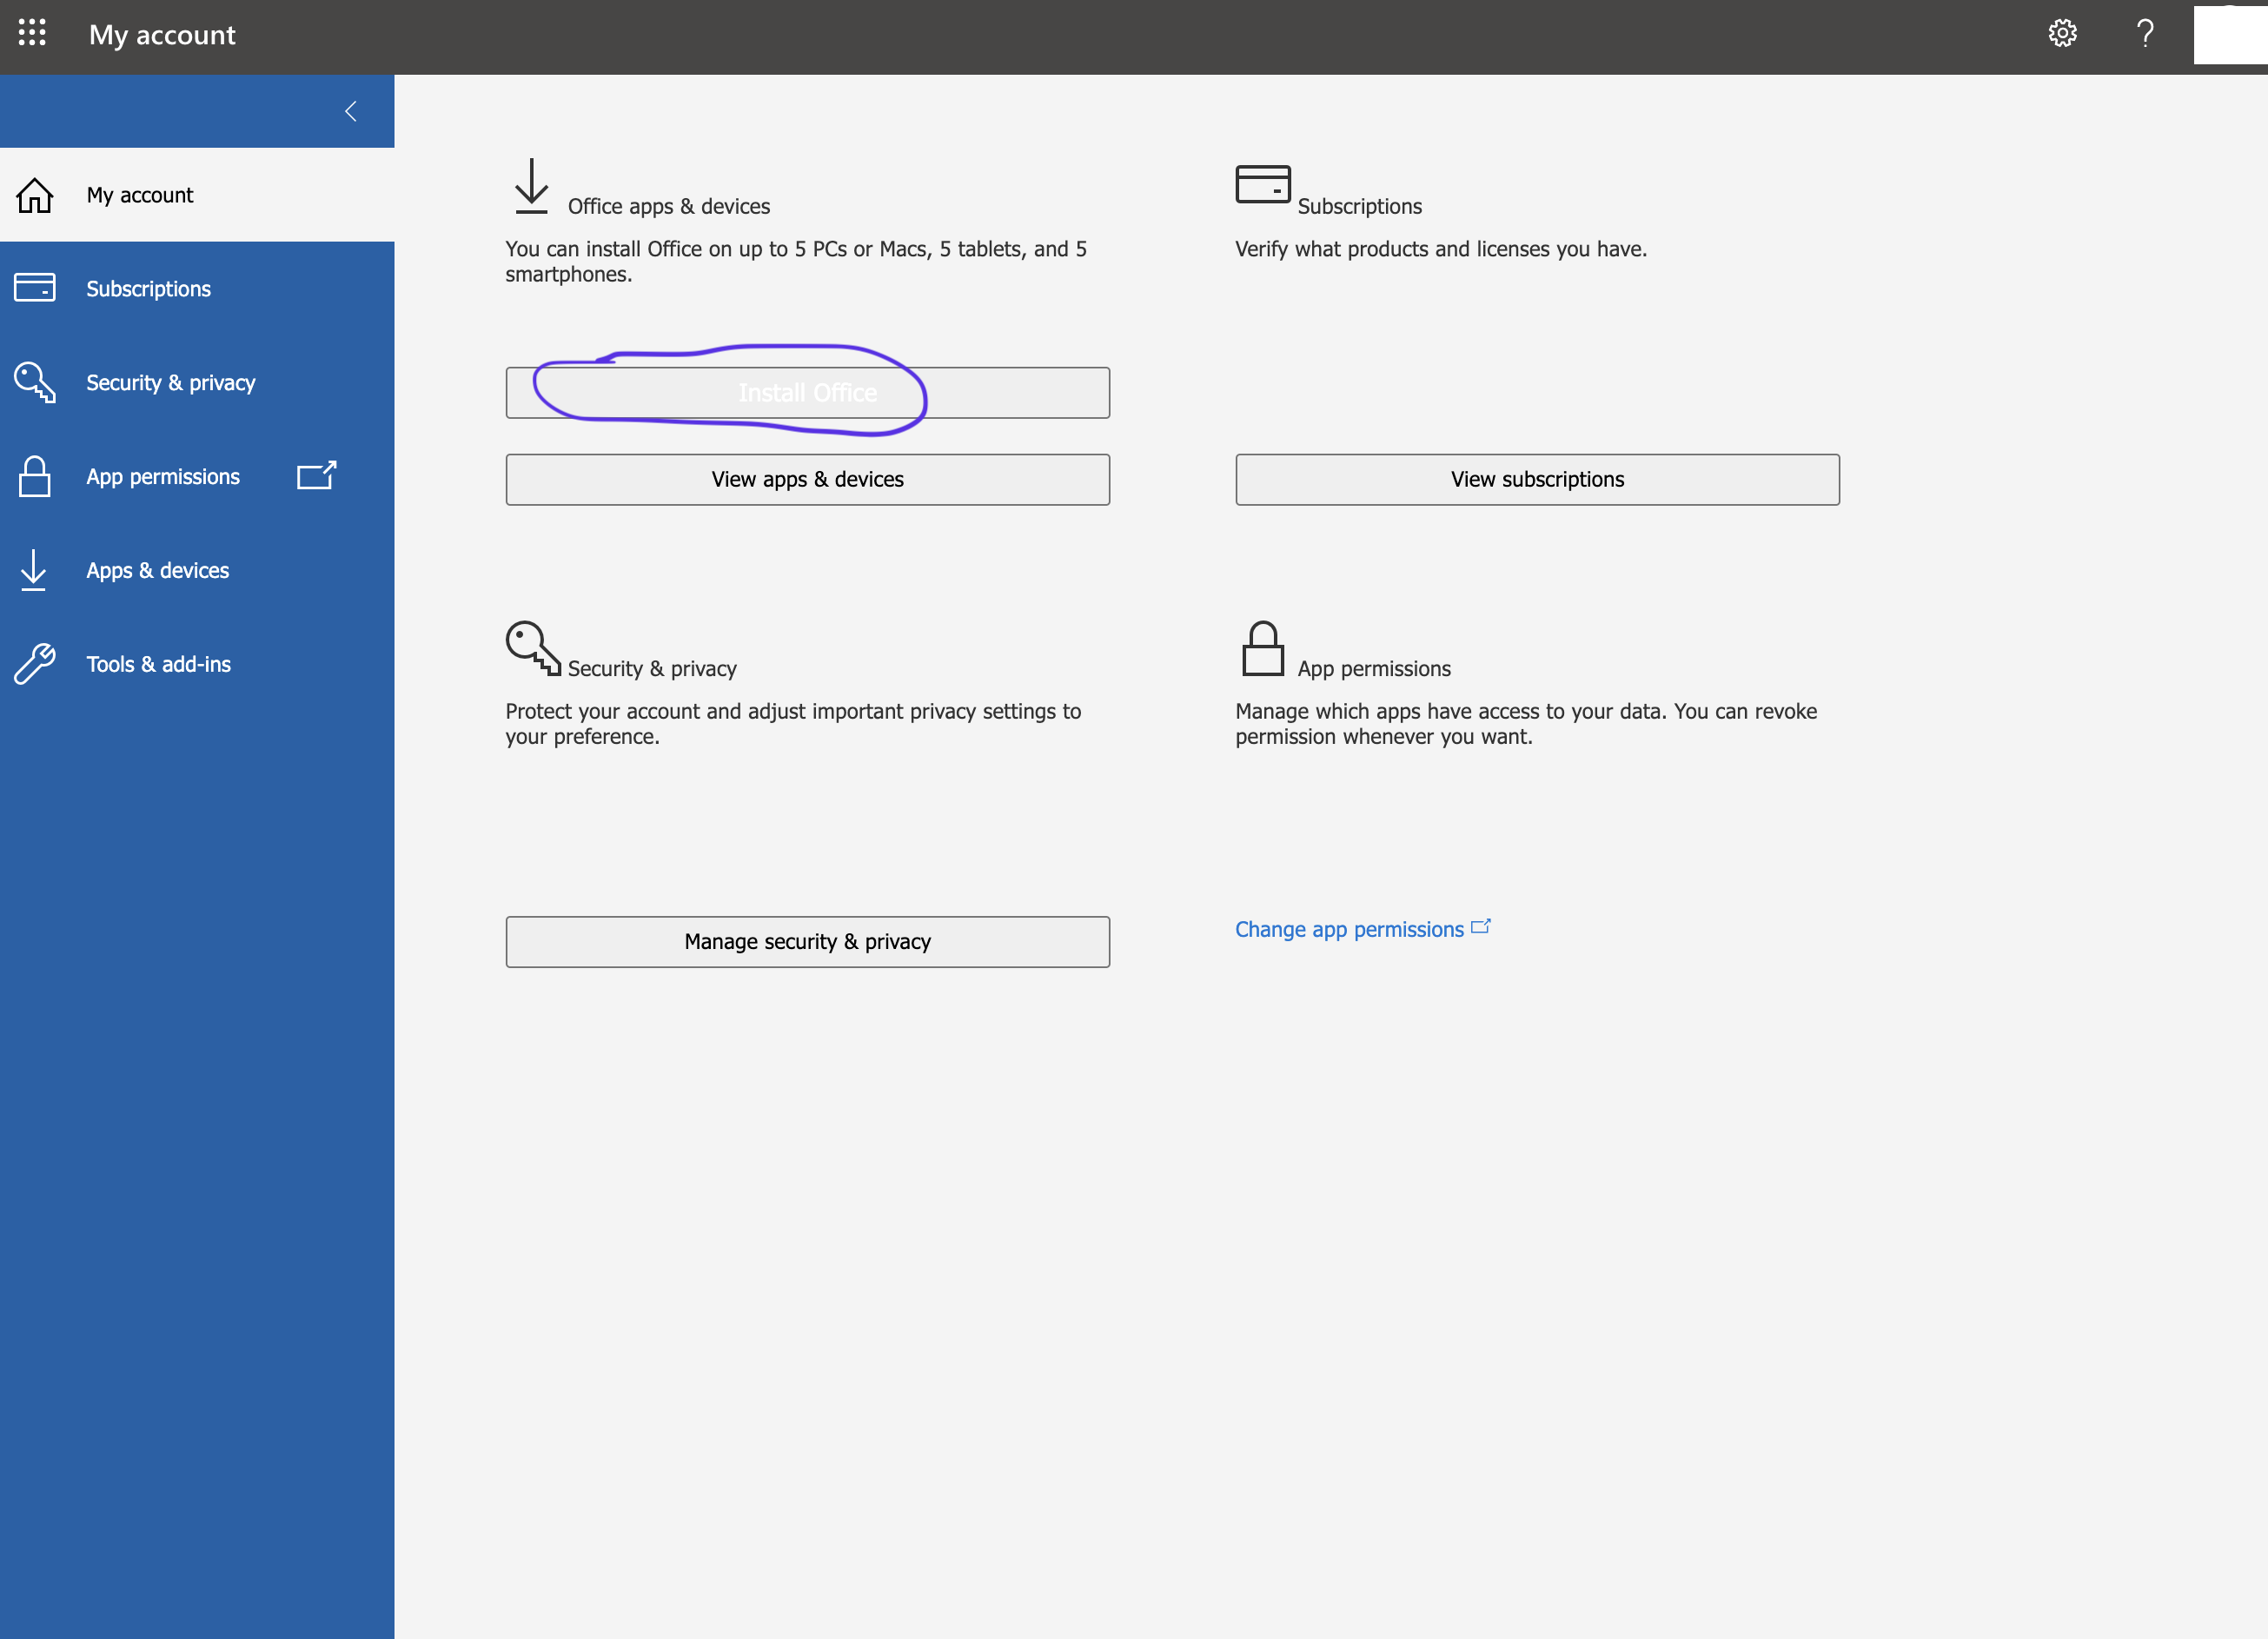 My account
?
My account
Subscriptions
Security & privacy
App permissions
Apps & devices
Tools & add-ins
Office apps & devices
You can install Office on up to 5 PCs or Macs, 5 tablets, and 5
smartphones.
Install Office
View apps & devices
Subscriptions
Verify what products and licenses you have.
View subscriptions
Security & privacy
Protect your account and adjust important privacy settings to
your preference.
Manage security & privacy
App permissions
Manage which apps have access to your data. You can revoke
permission whenever you want.
Change app permissions